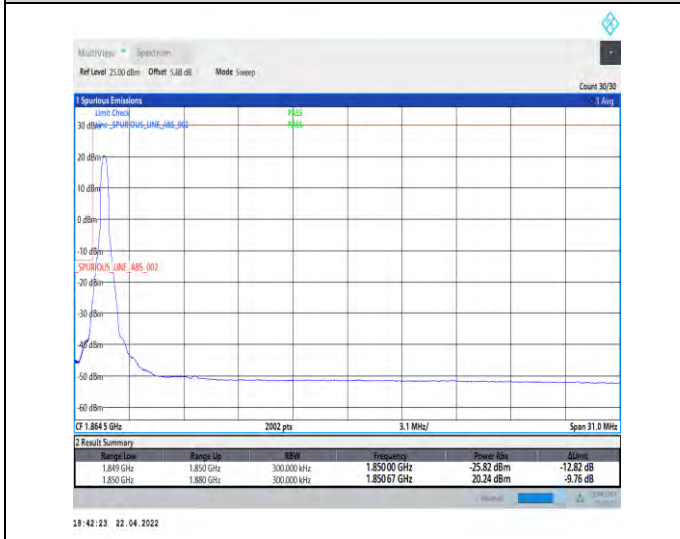 MultiView Spectrum
Ref Level 25.00 dBm Offset 5.88 dB Mode Sweep
Count 30/30
1 Spurious Emissions 1 Avg
Limit Check PASS
30 dBm Line _SPURIOUS_LINE_ABS_002 PASS
20 dBm
10 dBm
0 dBm
-10 dBm
_SPURIOUS_LINE_ABS_002
-20 dBm
-30 dBm
-40 dBm
-50 dBm
-60 dBm
CF 1.864 5 GHz 2002 pts 3.1 MHz/ Span 31.0 MHz
2 Result Summary
Range Low Range Up RBW Frequency Power Abs ΔLimit
1.849 GHz 1.850 GHz 300.000 kHz 1.85000 GHz -25.82 dBm -12.82 dB
1.850 GHz 1.880 GHz 300.000 kHz 1.85067 GHz 20.24 dBm -9.76 dB
18:42:23 22.04.2022